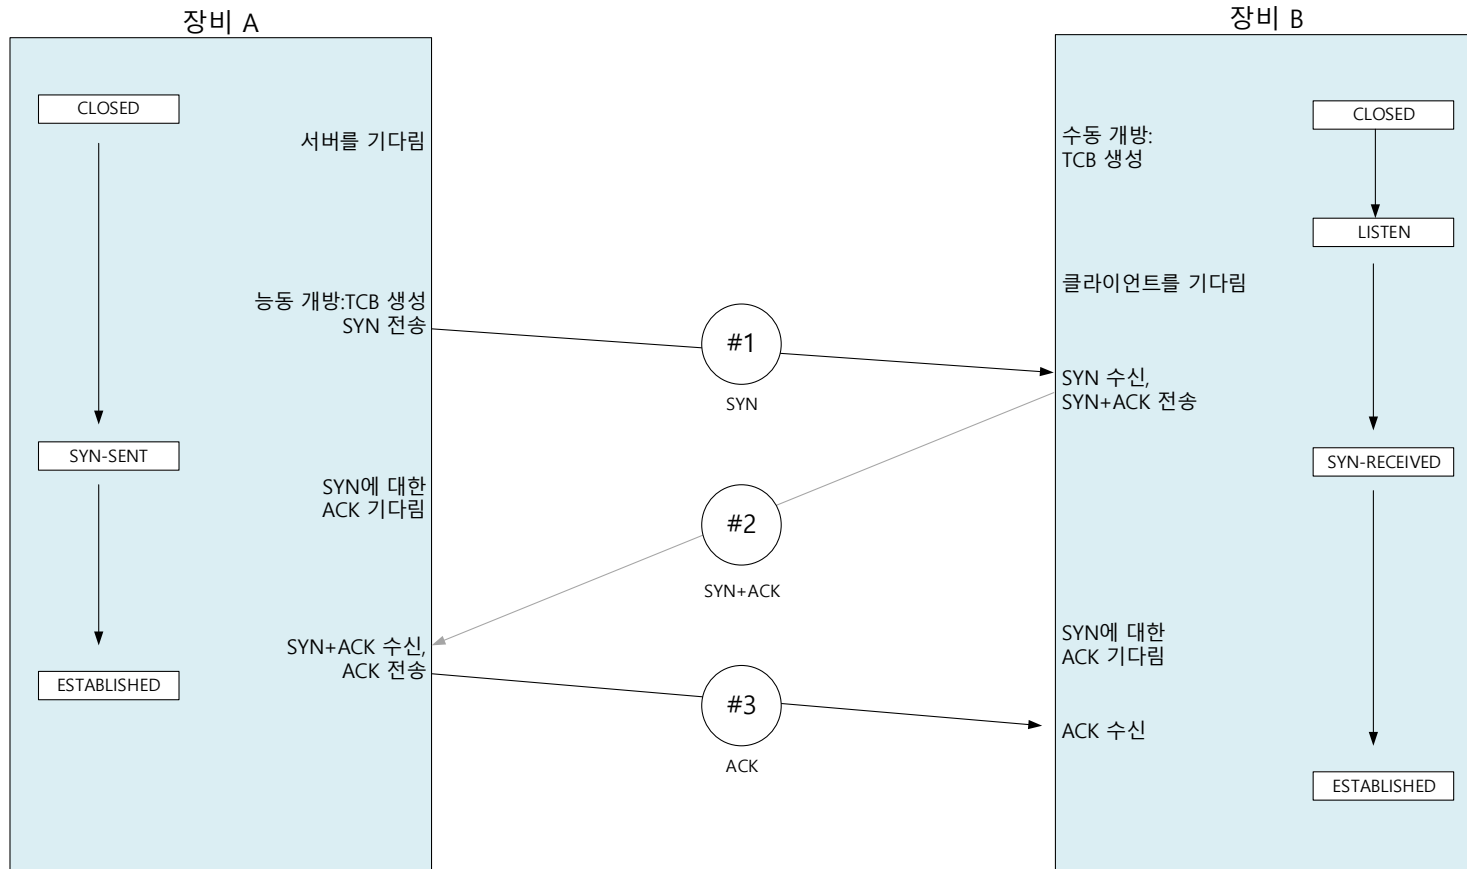 장비 A
장비 B
CLOSED
서버를 기다림
능동 개방:TCB 생성
SYN 전송
SYN-SENT
SYN에 대한
ACK 기다림
SYN+ACK 수신,
ACK 전송
ESTABLISHED
#1
SYN
#2
SYN+ACK
#3
ACK
CLOSED
수동 개방:
TCB 생성
LISTEN
클라이언트를 기다림
SYN 수신,
SYN+ACK 전송
SYN-RECEIVED
SYN에 대한
ACK 기다림
ACK 수신
ESTABLISHED